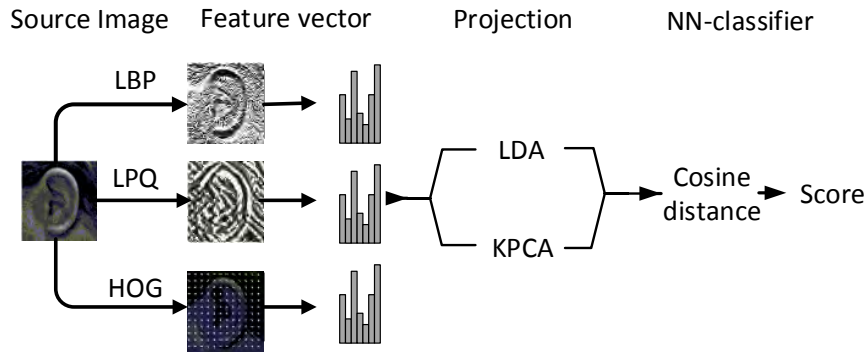 Source Image
Feature vector
Projection
NN-classifier
LBP
LPQ
HOG
LDA
KPCA
Cosine
distance
Score